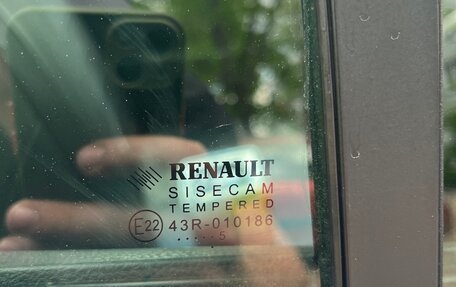 RENAULT
SISECAM
TEMPERED
E22 43R-010186
.....5